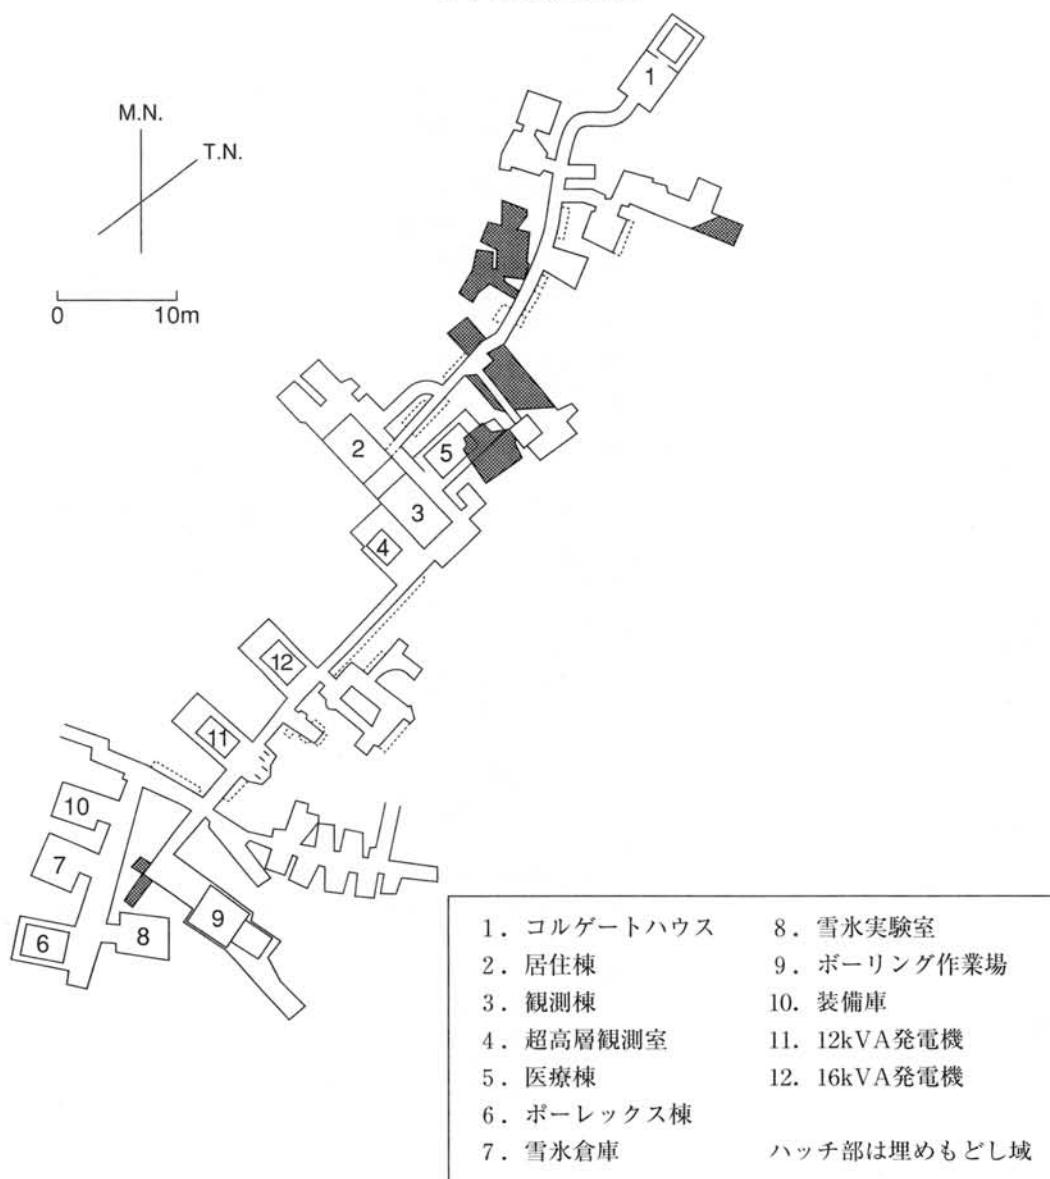 M.N.
T.N.
0 10m
1
2
5
3
4
12
11
10
7
9
6
8
1．コルゲートハウス
2．居住棟
3．観測棟
4．超高層観測室
5．医療棟
6．ポーレックス棟
7．雪氷倉庫
8．雪氷実験室
9．ボーリング作業場
10．装備庫
11．12kVA発電機
12．16kVA発電機
ハッチ部は埋めもどし域